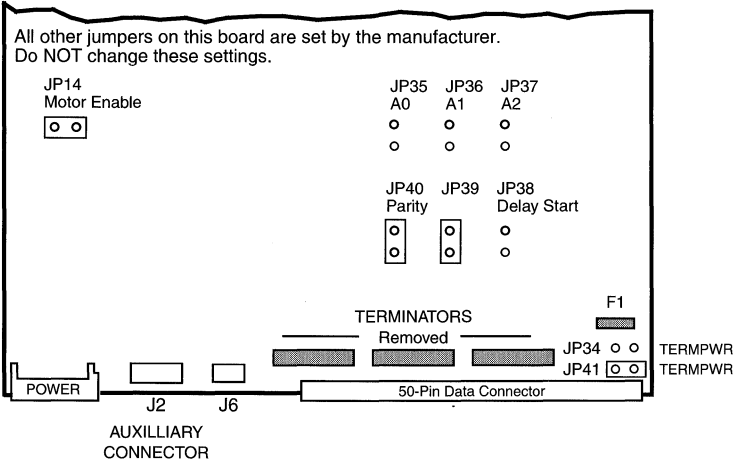 All other jumpers on this board are set by the manufacturer.
Do NOT change these settings.
JP14
Motor Enable
JP35 JP36 JP37
A0 A1 A2
JP40 JP39 JP38
Parity Delay Start
F1
TERMINATORS
Removed
JP34 TERMPWR
JP41 TERMPWR
POWER
50-Pin Data Connector
J2 J6
AUXILLIARY
CONNECTOR